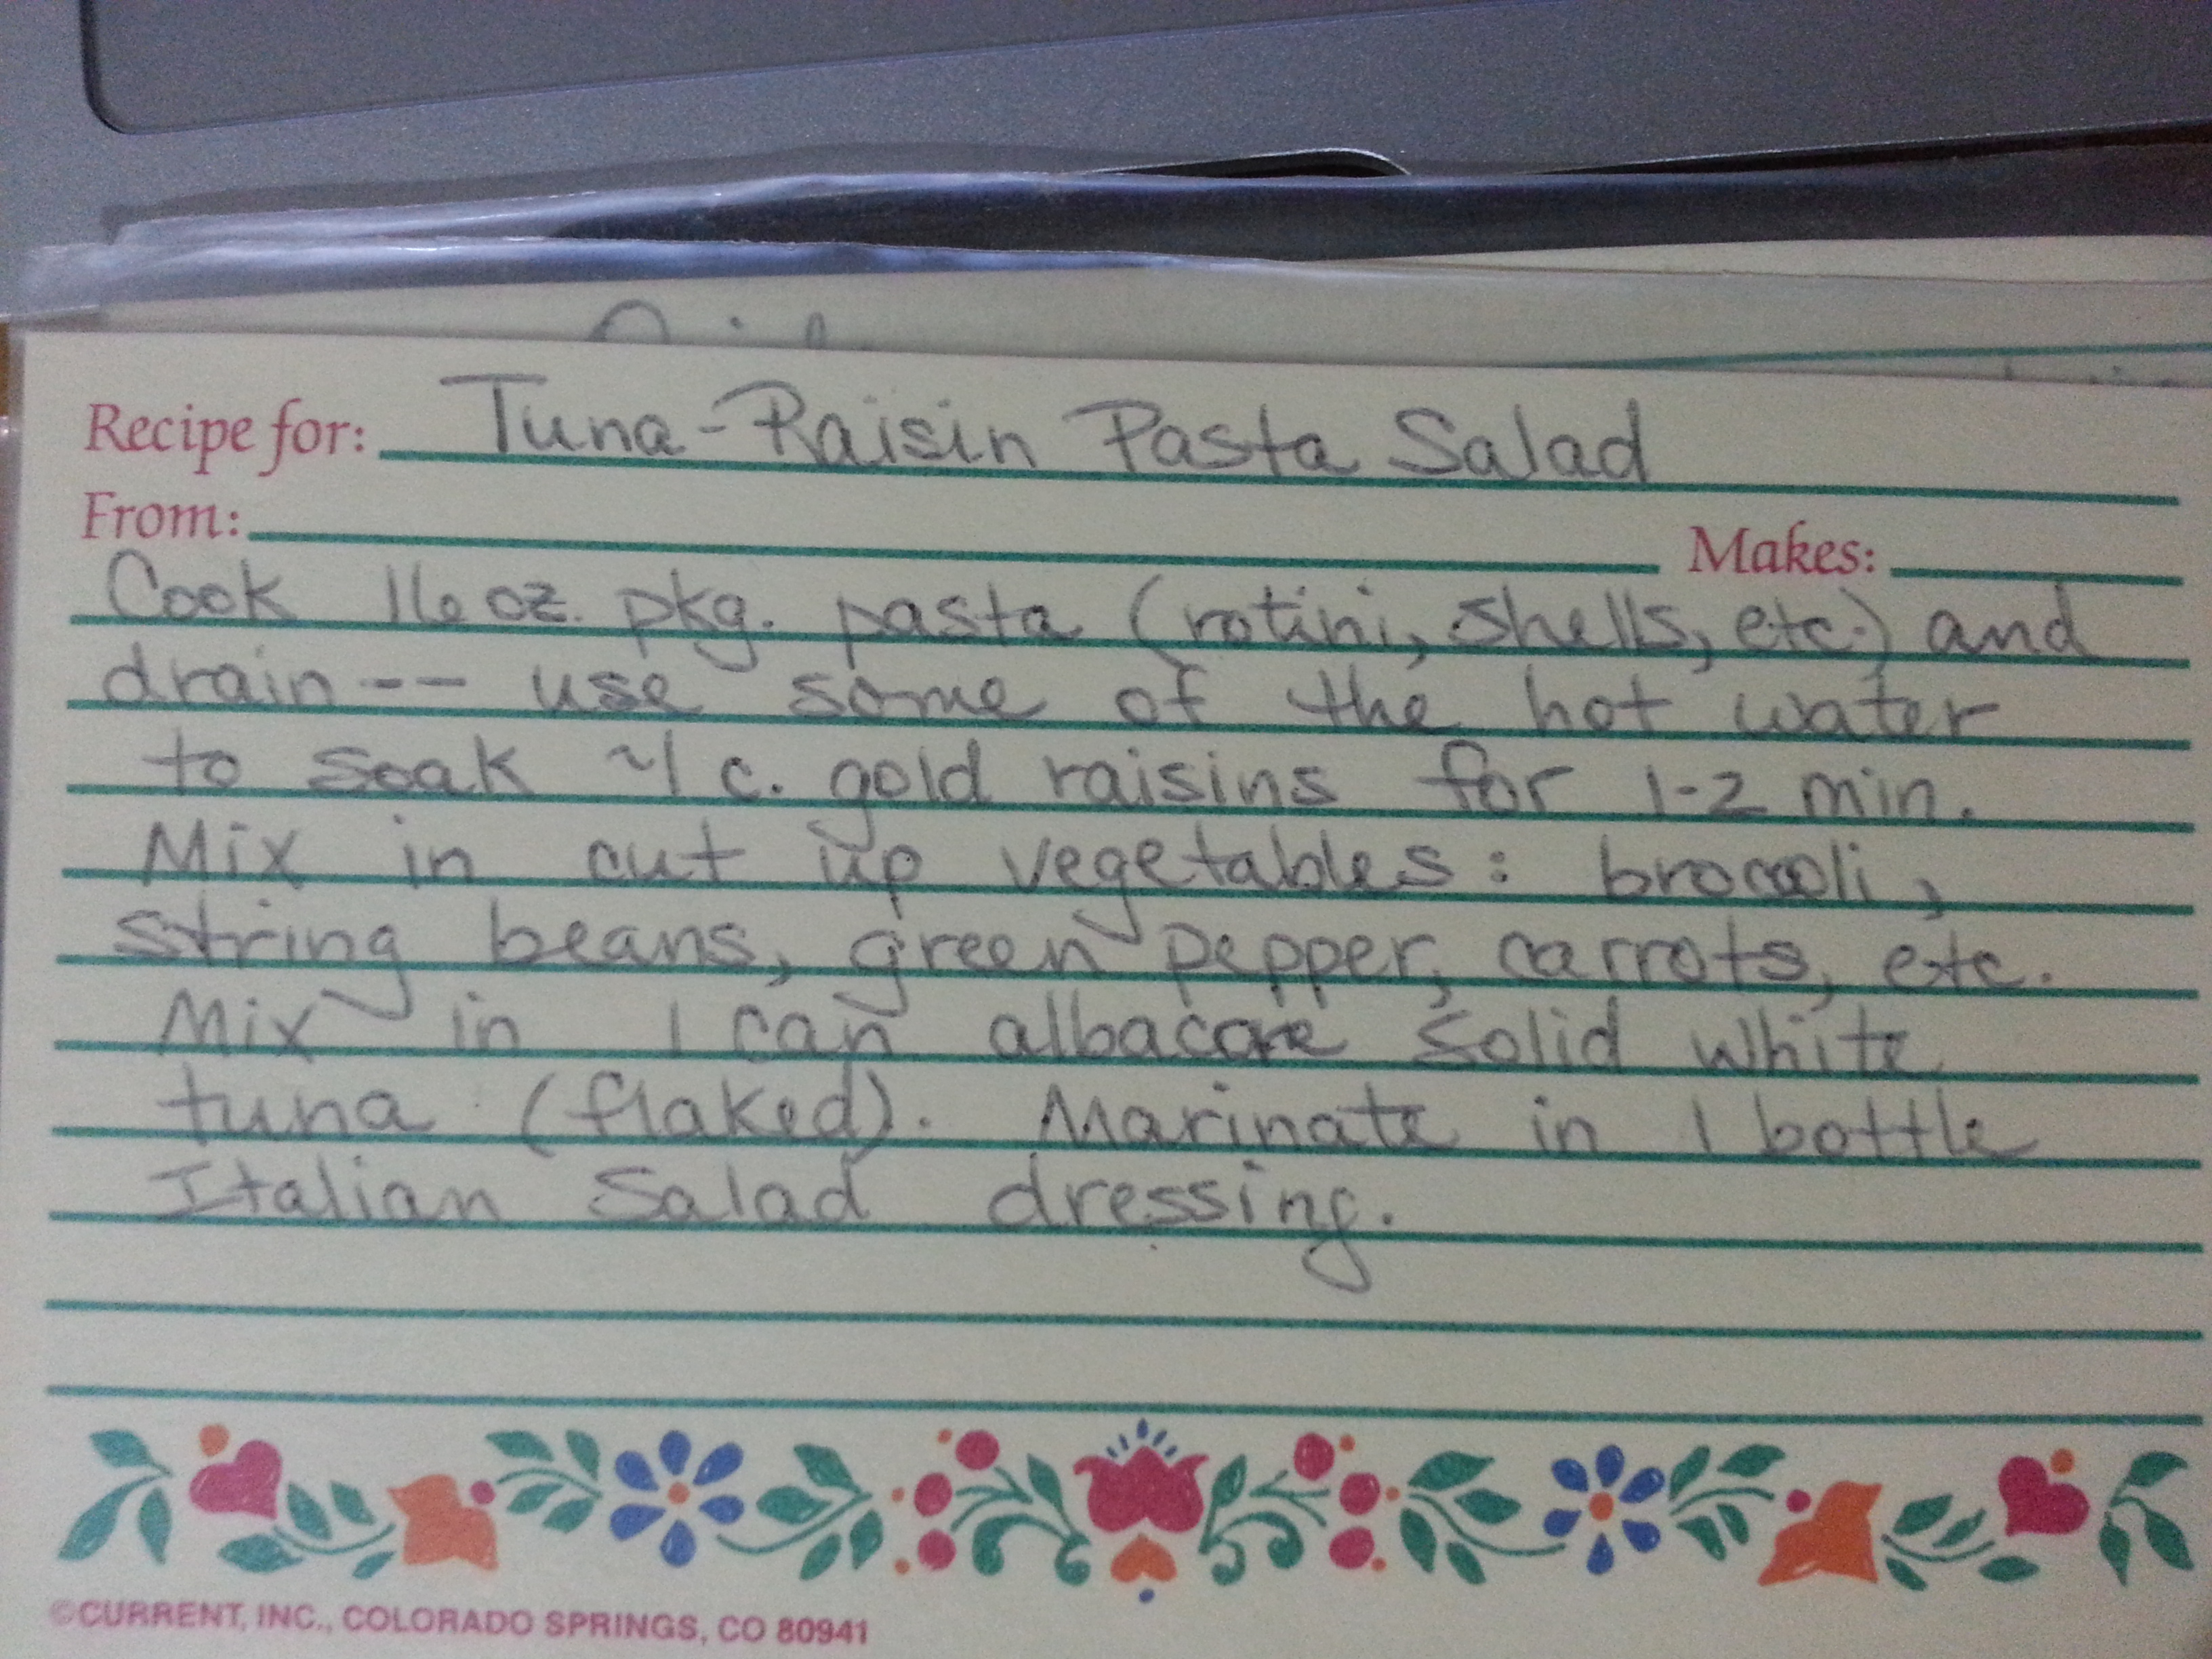 Recipe for: Tuna-Raisin Pasta Salad
From: Makes:
Cook 16 oz. pkg. pasta (rotini, shells, etc.) and
drain -- use some of the hot water
to soak ~1 c. gold raisins for 1-2 min.
Mix in cut up vegetables: broccoli,
string beans, green pepper, carrots, etc.
Mix in 1 can albacore solid white
tuna (flaked). Marinate in 1 bottle
Italian Salad dressing.
©CURRENT, INC., COLORADO SPRINGS, CO 80941